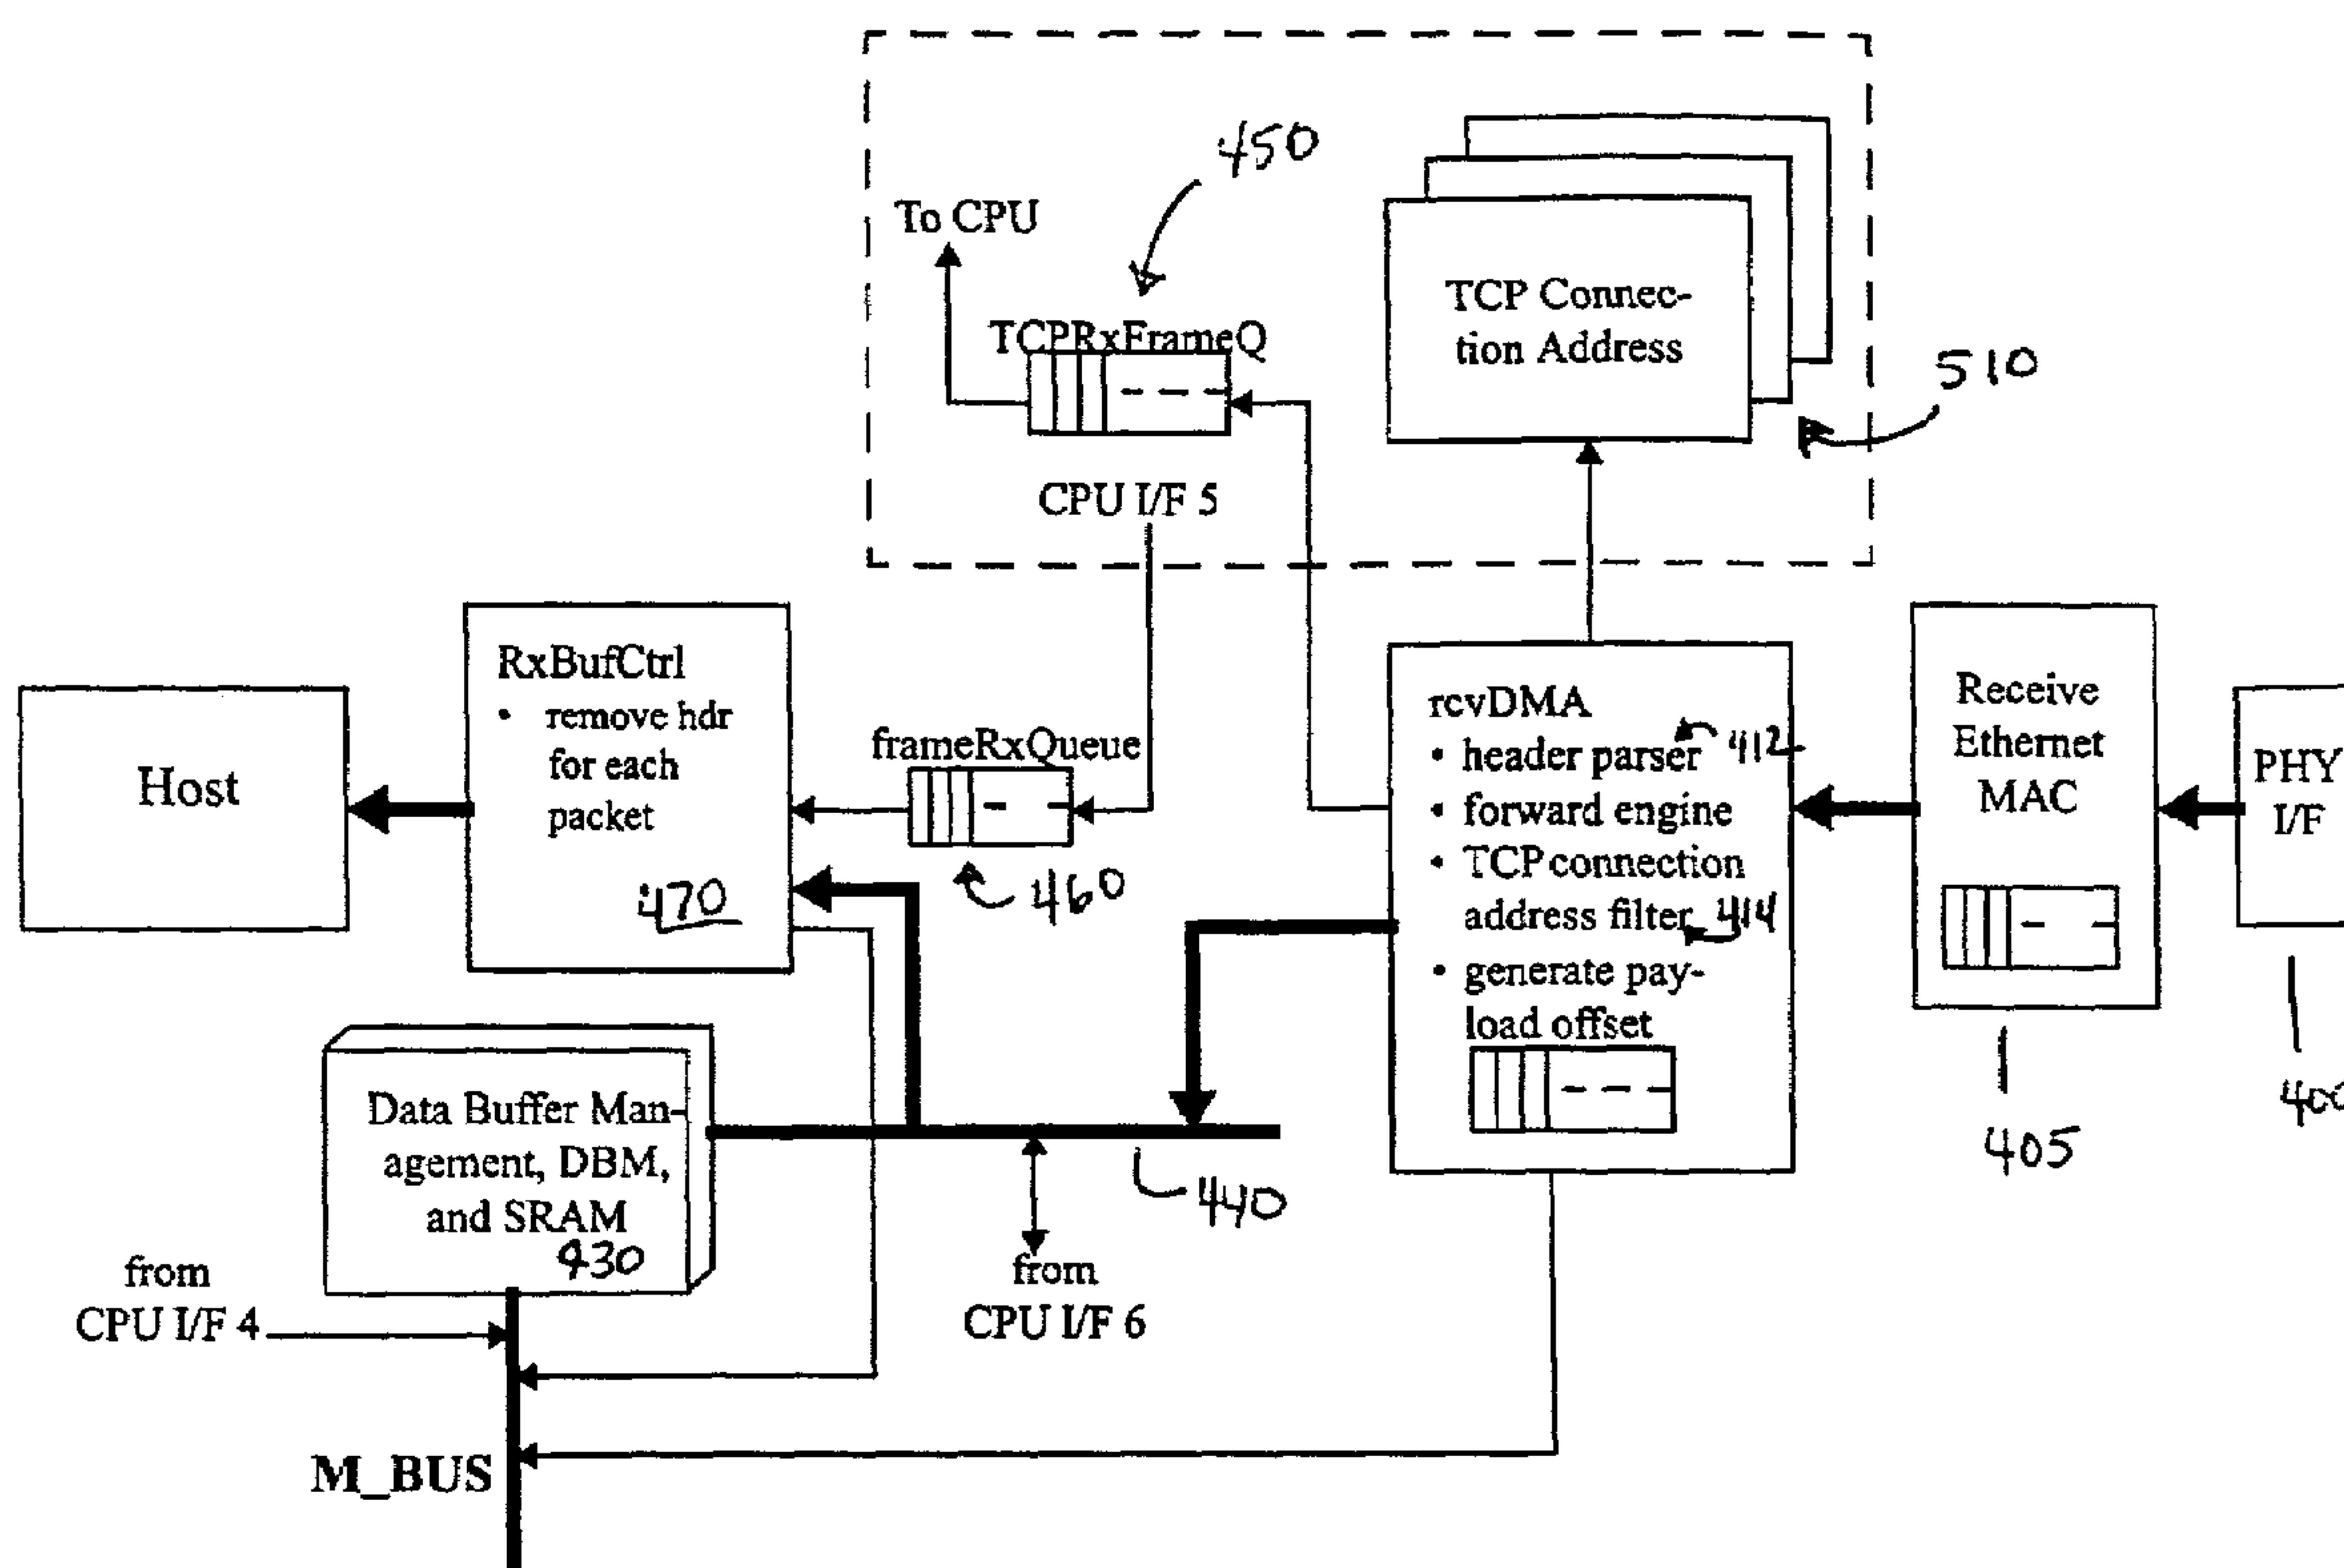 450
To CPU
TCPRxFrameQ
TCP Connec-
tion Address
510
CPU I/F 5
RxBufCtrl
• remove hdr
for each
packet
470
Host
frameRxQueue
460
rcvDMA
• header parser 412
• forward engine
• TCP connection
address filter 414
• generate pay-
load offset
Receive
Ethernet
MAC
405
PHY
I/F
Data Buffer Man-
agement, DBM,
and SRAM
430
440
from
CPU I/F 4
from
CPU I/F 6
M_BUS